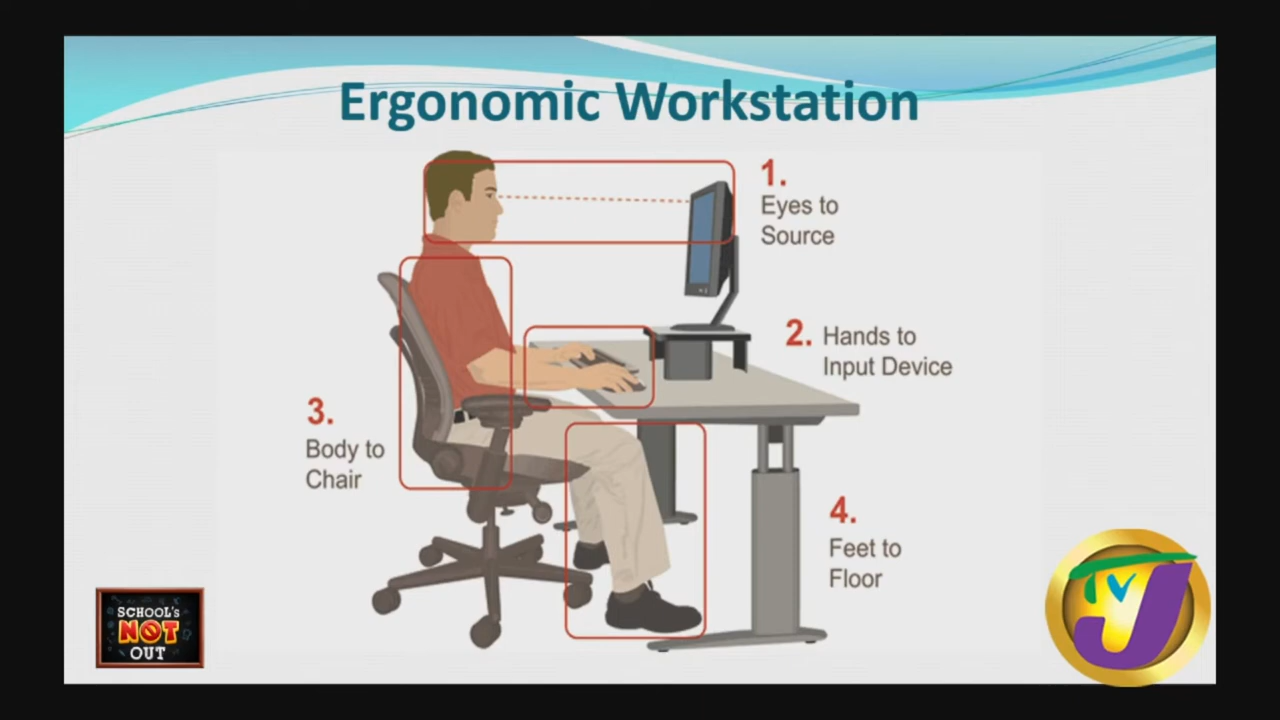 Ergonomic Workstation
1.
Eyes to
Source
2. Hands to
Input Device
3.
Body to
Chair
4.
Feet to
Floor
SCHOOL's
NOT
OUT
TVJ